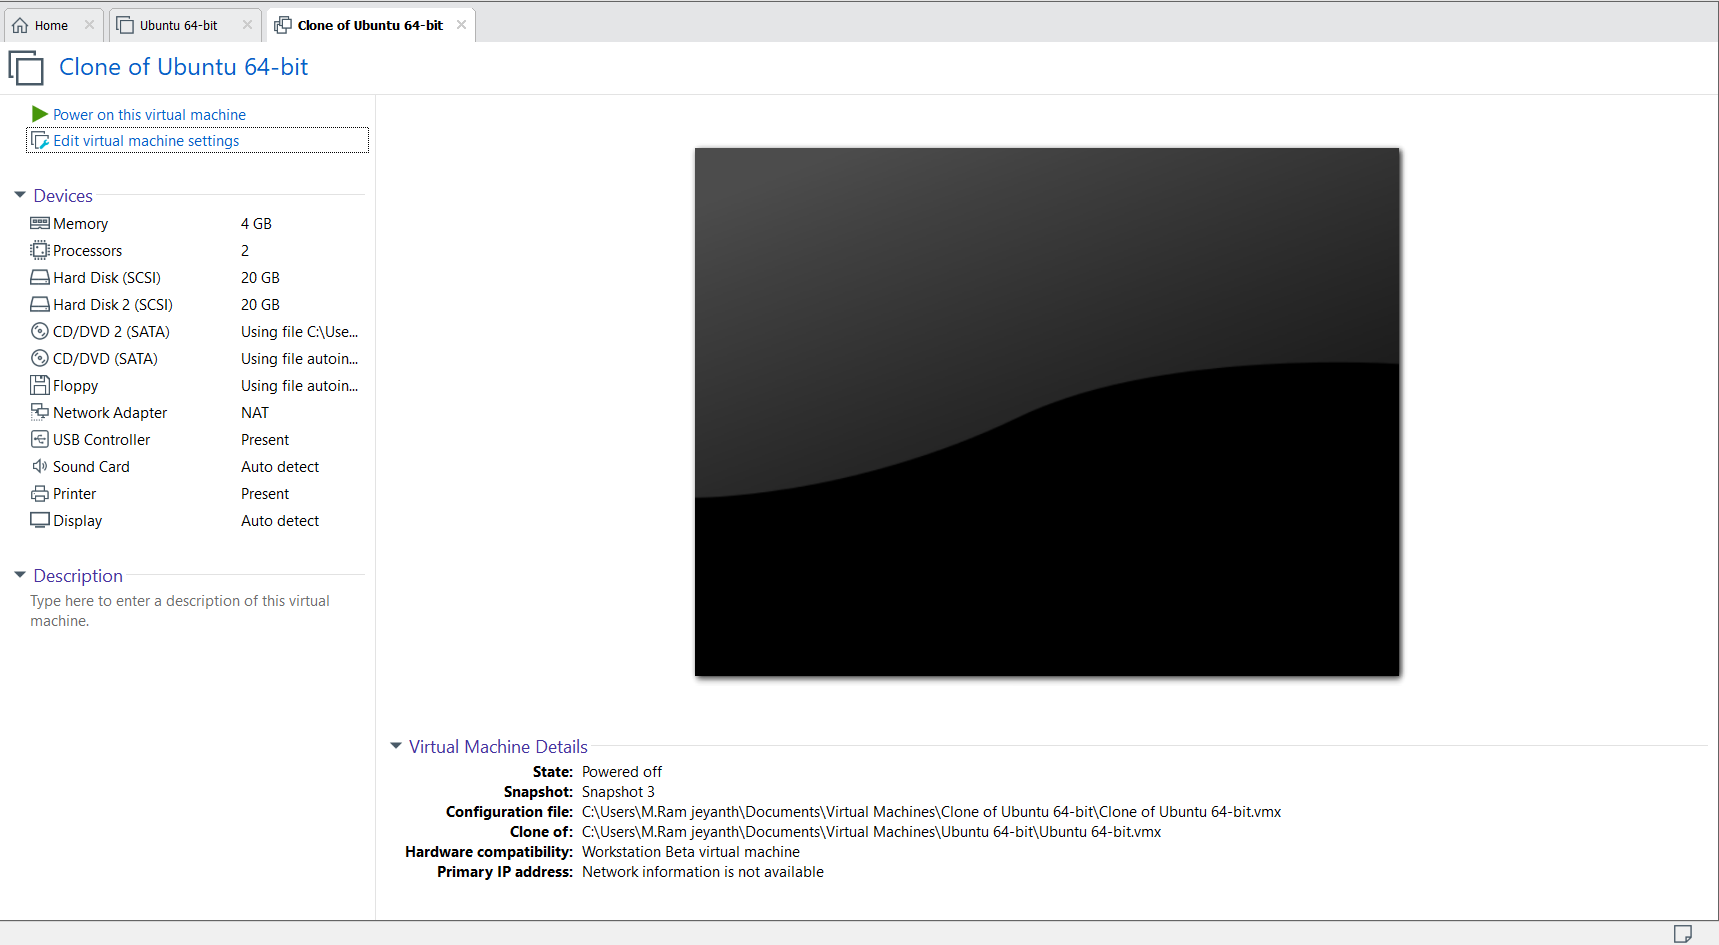 Home
Ubuntu 64-bit
Clone of Ubuntu 64-bit
Clone of Ubuntu 64-bit
Power on this virtual machine
Edit virtual machine settings
Devices
Memory 4 GB
Processors 2
Hard Disk (SCSI) 20 GB
Hard Disk 2 (SCSI) 20 GB
CD/DVD 2 (SATA) Using file C:\Use...
CD/DVD (SATA) Using file autoin...
Floppy Using file autoin...
Network Adapter NAT
USB Controller Present
Sound Card Auto detect
Printer Present
Display Auto detect
Description
Type here to enter a description of this virtual
machine.
Virtual Machine Details
State: Powered off
Snapshot: Snapshot 3
Configuration file: C:\Users\M.Ram jeyanth\Documents\Virtual Machines\Clone of Ubuntu 64-bit\Clone of Ubuntu 64-bit.vmx
Clone of: C:\Users\M.Ram jeyanth\Documents\Virtual Machines\Ubuntu 64-bit\Ubuntu 64-bit.vmx
Hardware compatibility: Workstation Beta virtual machine
Primary IP address: Network information is not available